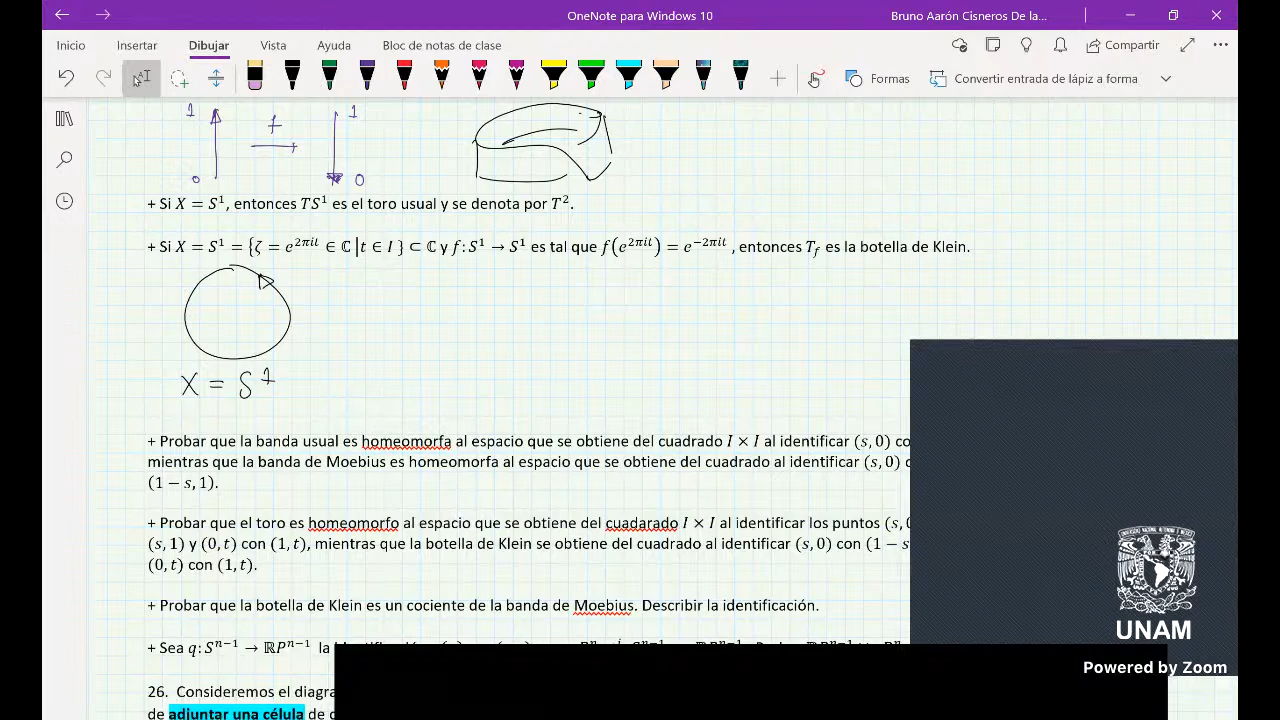 OneNote para Windows 10
Bruno Aarón Cisneros De la...
Inicio Insertar Dibujar Vista Ayuda Bloc de notas de clase Compartir
Formas Convertir entrada de lápiz a forma
1 f 1
0 0
+ Si X = S¹, entonces TS¹ es el toro usual y se denota por T².
+ Si X = S¹ = {ζ = e^{2πit} ∈ ℂ | t ∈ I } ⊂ ℂ y f: S¹ → S¹ es tal que f(e^{2πit}) = e^{−2πit} , entonces T_f es la botella de Klein.
X = S¹
+ Probar que la banda usual es homeomorfa al espacio que se obtiene del cuadrado I × I al identificar (s, 0)
mientras que la banda de Moebius es homeomorfa al espacio que se obtiene del cuadrado al identificar (s, 0)
(1 − s, 1).
+ Probar que el toro es homeomorfo al espacio que se obtiene del cuadarado I × I al identificar los puntos
(s, 1) y (0, t) con (1, t), mientras que la botella de Klein se obtiene del cuadrado al identificar (s, 0) con (1 − s
(0, t) con (1, t).
+ Probar que la botella de Klein es un cociente de la banda de Moebius. Describir la identificación.
+ Sea q: Sⁿ⁻¹ → ℝPⁿ⁻¹ la
26. Consideremos el
de adjuntar una célula de
UNAM
Powered by Zoom